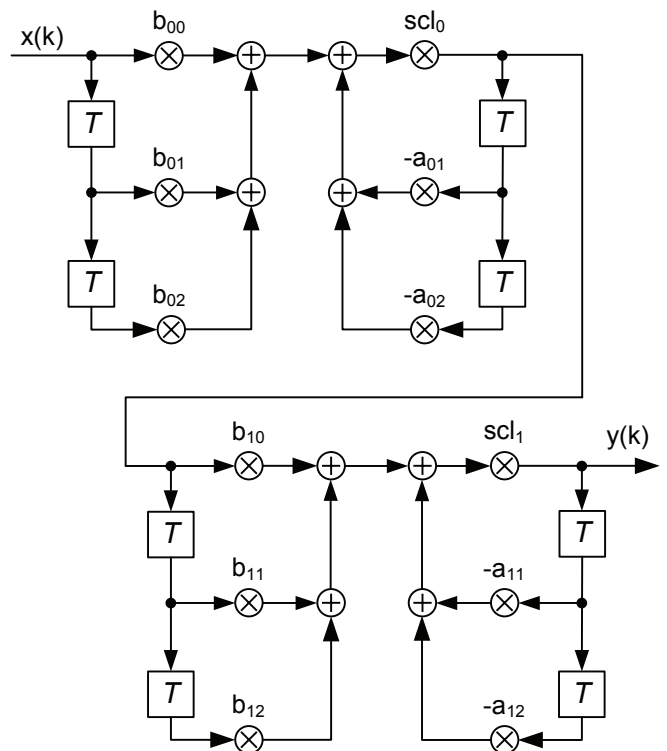 x(k) b₀₀ scl₀
T T
b₀₁ -a₀₁
T T
b₀₂ -a₀₂
b₁₀ scl₁ y(k)
T T
b₁₁ -a₁₁
T T
b₁₂ -a₁₂